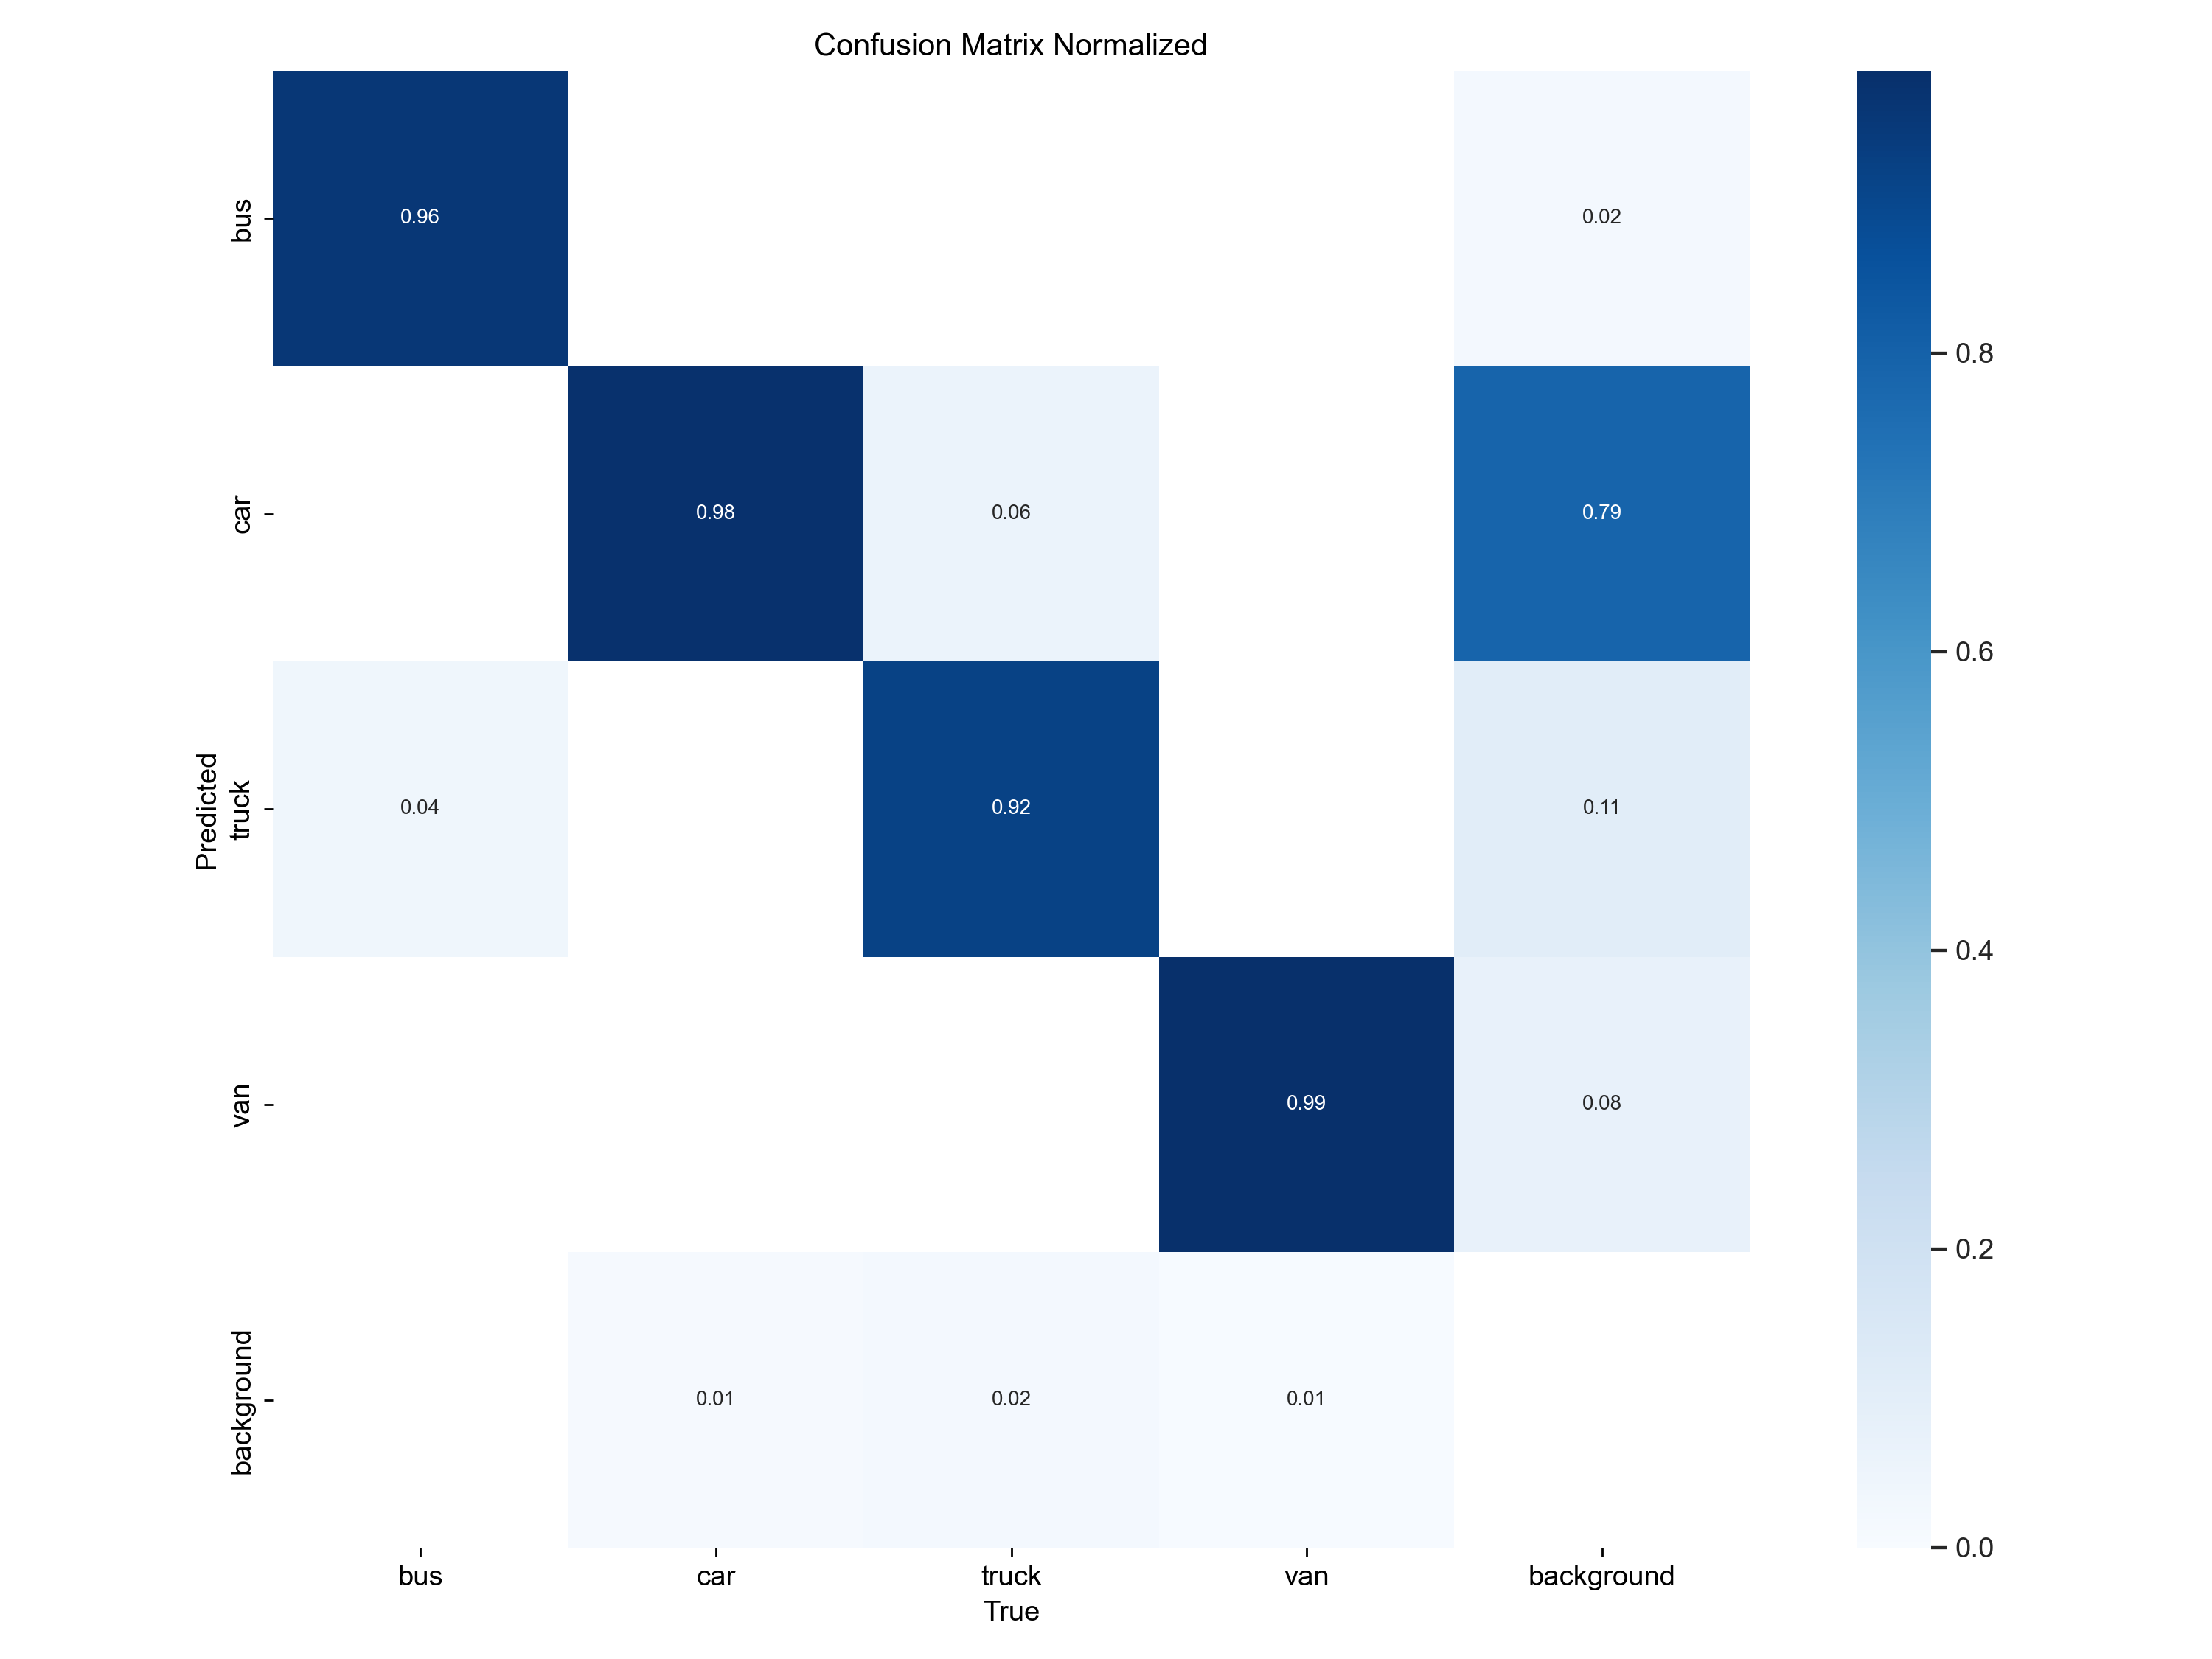 Confusion Matrix Normalized
bus
0.96
0.02
0.8
car
0.98
0.06
0.79
0.6
Predicted
truck
0.04
0.92
0.11
0.4
van
0.99
0.08
0.2
background
0.01
0.02
0.01
0.0
bus
car
truck
van
background
True